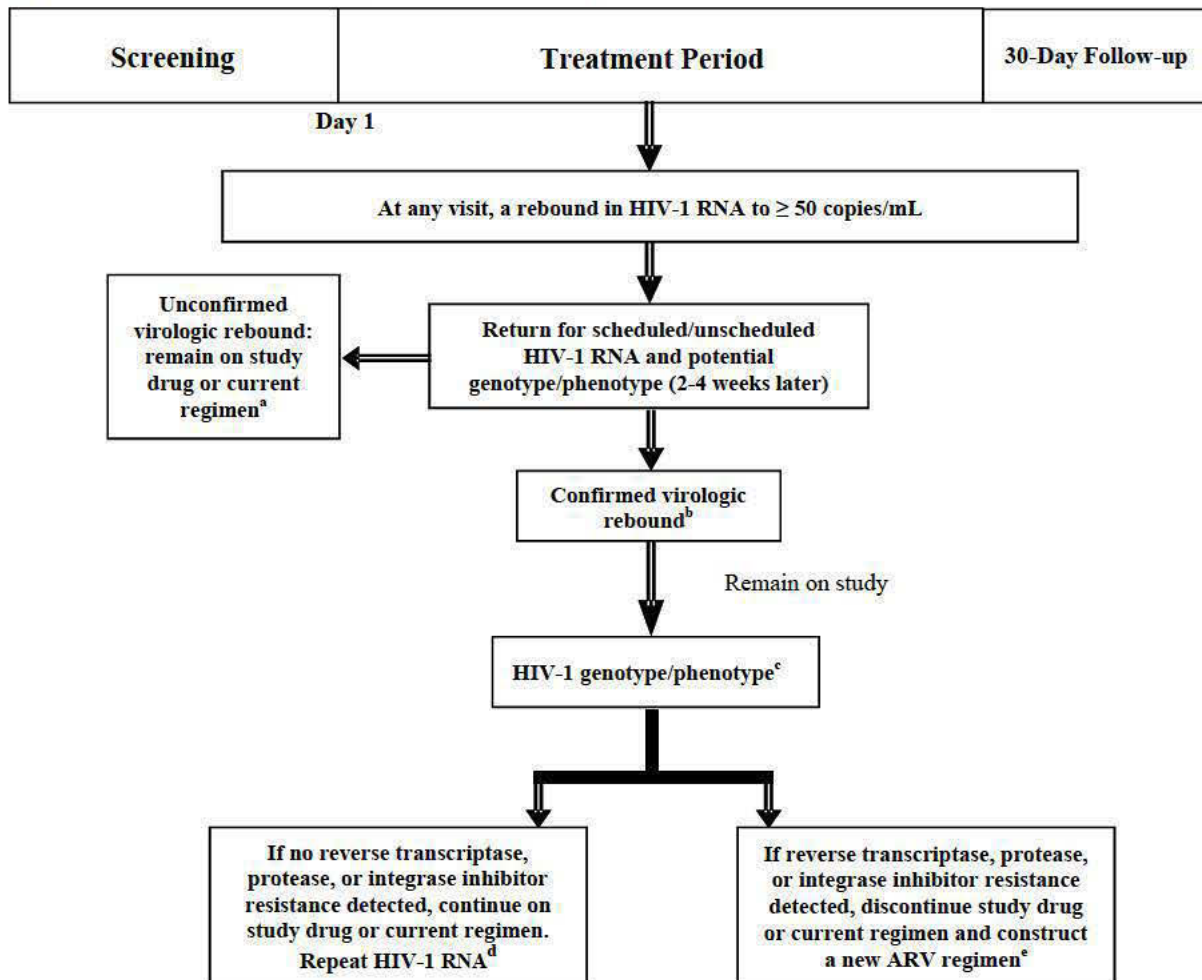 Screening
Treatment Period
30-Day Follow-up
Day 1
At any visit, a rebound in HIV-1 RNA to ≥ 50 copies/mL
Unconfirmed
virologic rebound:
remain on study
drug or current
regimenᵃ
Return for scheduled/unscheduled
HIV-1 RNA and potential
genotype/phenotype (2-4 weeks later)
Confirmed virologic
reboundᵇ
Remain on study
HIV-1 genotype/phenotypeᶜ
If no reverse transcriptase,
protease, or integrase inhibitor
resistance detected, continue on
study drug or current regimen.
Repeat HIV-1 RNAᵈ
If reverse transcriptase, protease,
or integrase inhibitor resistance
detected, discontinue study drug
or current regimen and construct
a new ARV regimenᵉ